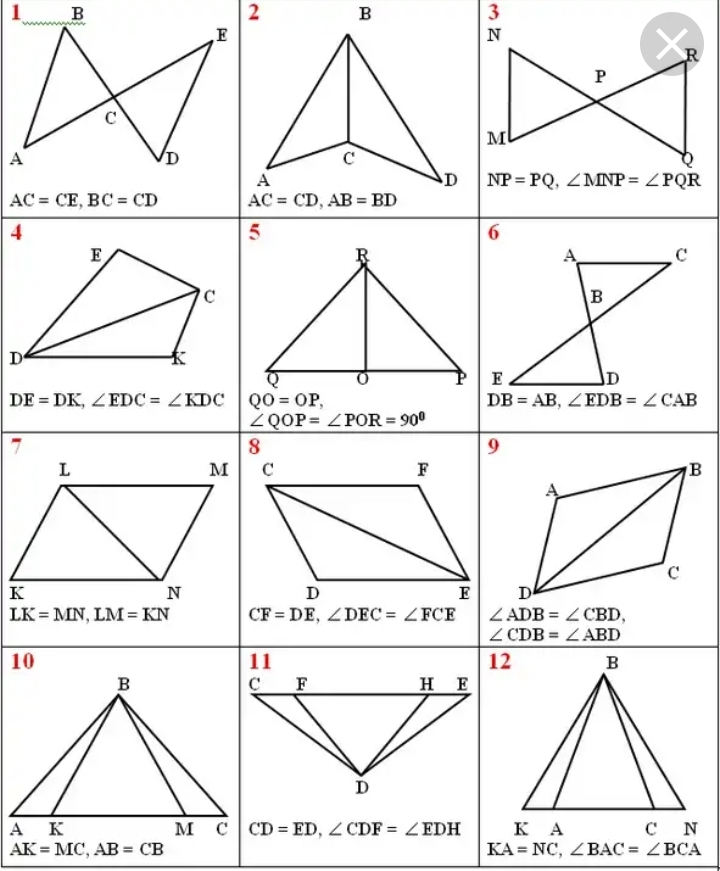 1
B
E
C
A
D
AC = CE, BC = CD
2
B
C
A
D
AC = CD, AB = BD
3
N
R
P
M
Q
NP = PQ, ∠MNP = ∠PQR
4
E
C
D
K
DE = DK, ∠EDC = ∠KDC
5
R
Q O P
QO = OP,
∠QOP = ∠POR = 90⁰
6
A C
B
E D
DB = AB, ∠EDB = ∠CAB
7
L M
K N
LK = MN, LM = KN
8
C F
D E
CF = DE, ∠DEC = ∠FCE
9
B
A
C
D
∠ADB = ∠CBD,
∠CDB = ∠ABD
10
B
A K M C
AK = MC, AB = CB
11
C F H E
D
CD = ED, ∠CDF = ∠EDH
12
B
K A C N
KA = NC, ∠BAC = ∠BCA